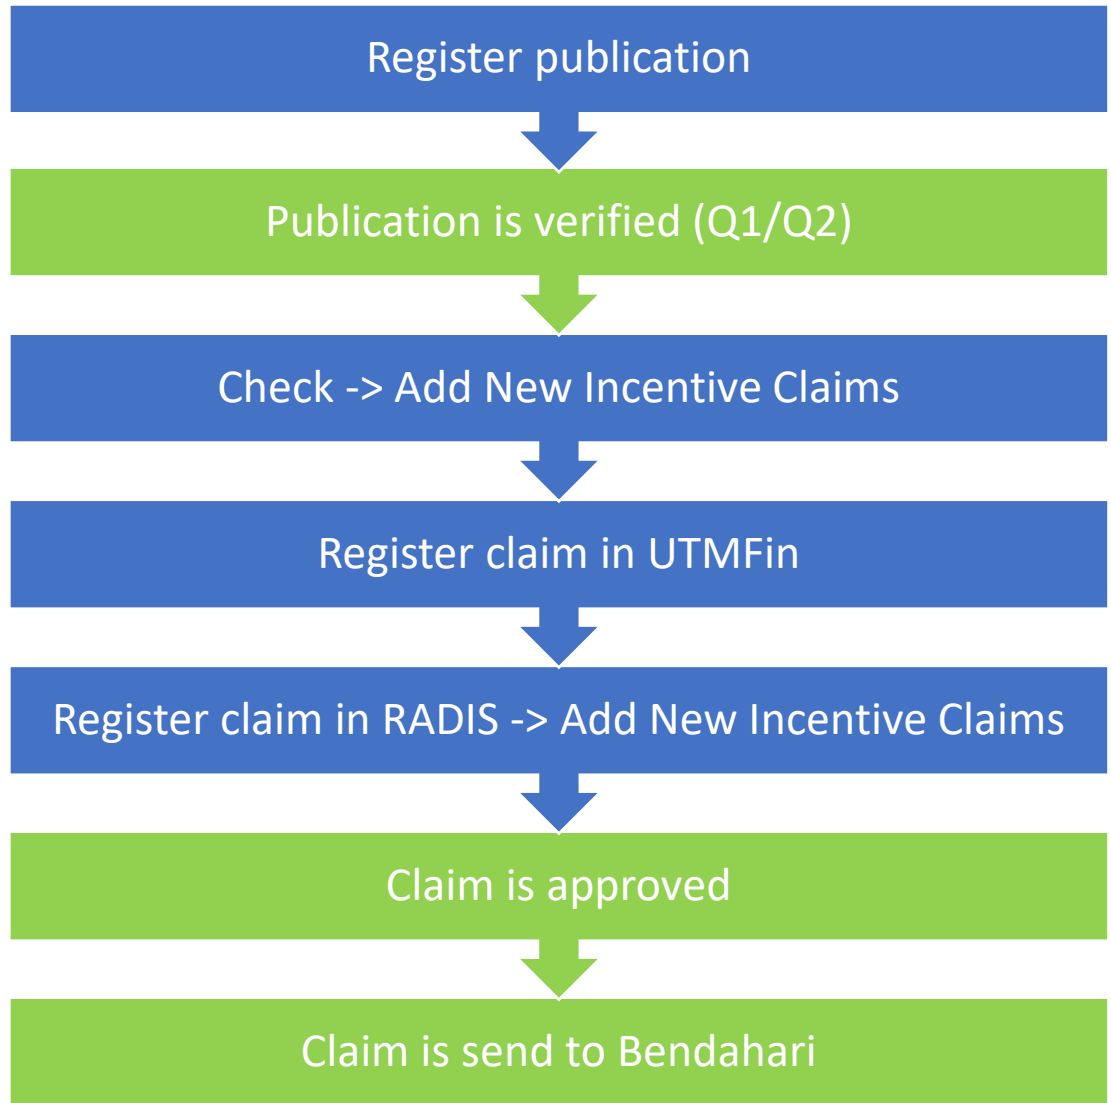 Register publication
Publication is verified (Q1/Q2)
Check -> Add New Incentive Claims
Register claim in UTMFin
Register claim in RADIS -> Add New Incentive Claims
Claim is approved
Claim is send to Bendahari